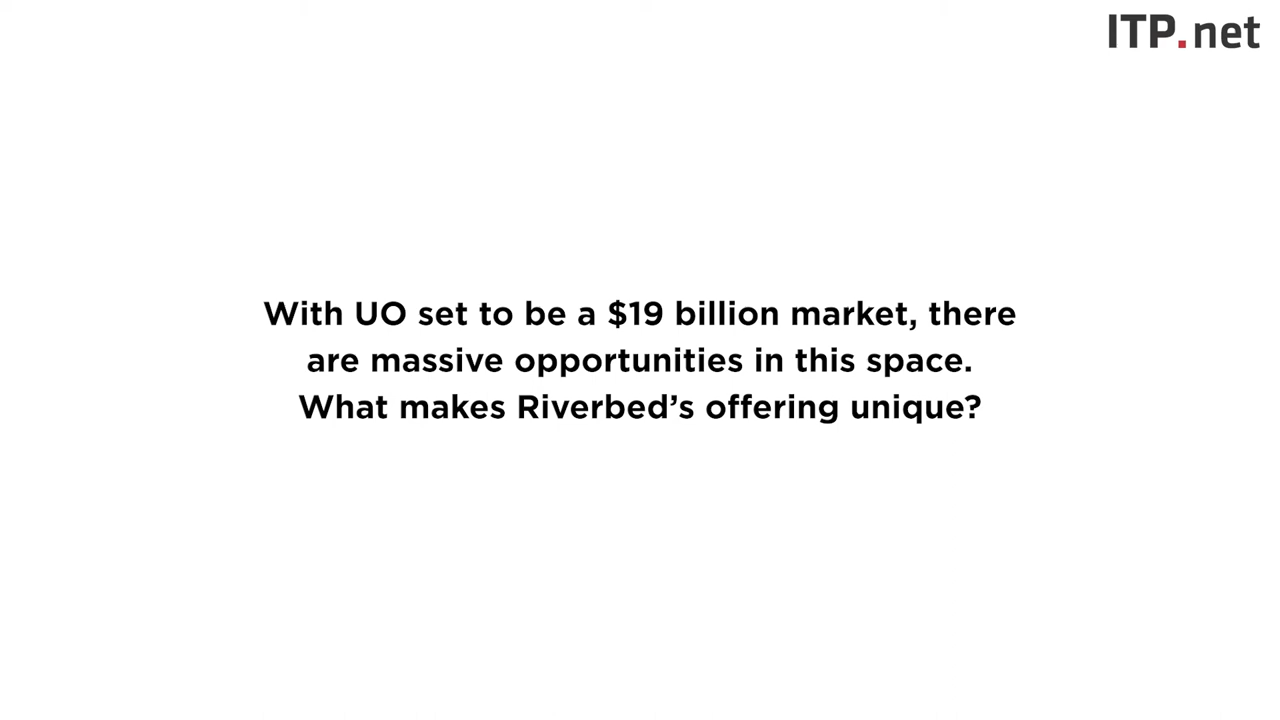 ITP.net
With UO set to be a $19 billion market, there
are massive opportunities in this space.
What makes Riverbed’s offering unique?